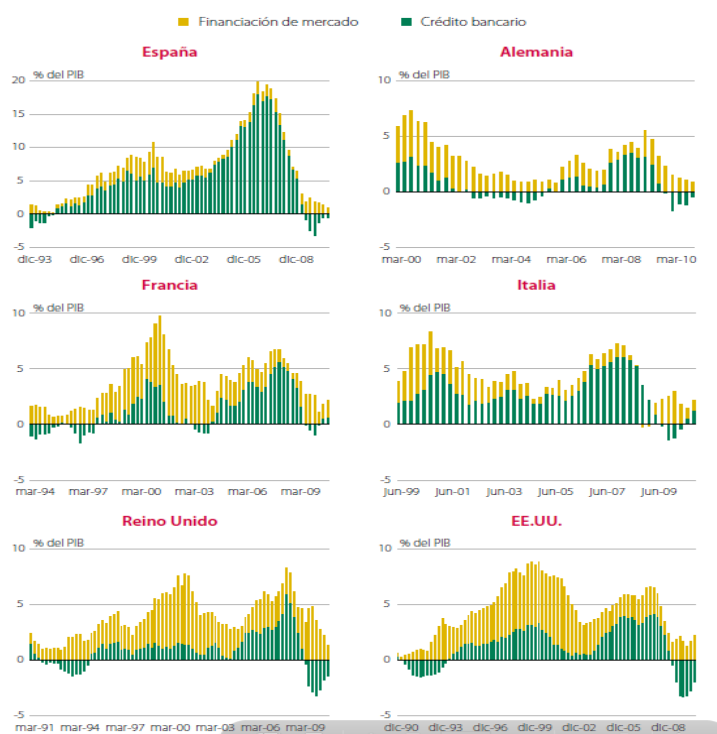 Financiación de mercado
Crédito bancario
España
% del PIB
20
15
10
5
0
-5
dic-93 dic-96 dic-99 dic-02 dic-05 dic-08
Alemania
% del PIB
10
5
0
-5
mar-00 mar-02 mar-04 mar-06 mar-08 mar-10
Francia
% del PIB
10
5
0
-5
mar-94 mar-97 mar-00 mar-03 mar-06 mar-09
Italia
% del PIB
10
5
0
-5
Jun-99 Jun-01 Jun-03 Jun-05 Jun-07 Jun-09
Reino Unido
% del PIB
10
5
0
-5
mar-91 mar-94 mar-97 mar-00 mar-03 mar-06 mar-09
EE.UU.
% del PIB
10
5
0
-5
dic-90 dic-93 dic-96 dic-99 dic-02 dic-05 dic-08